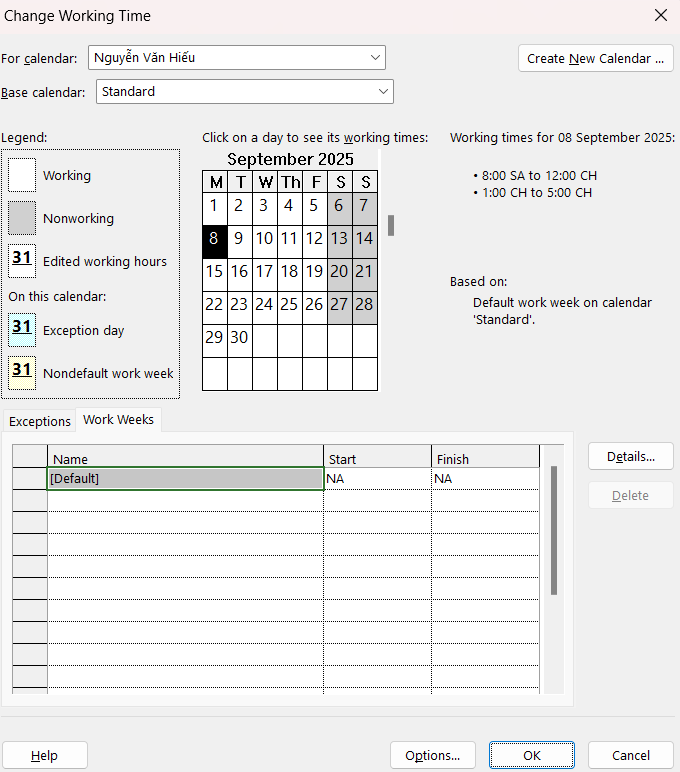 Change Working Time
For calendar: Nguyễn Văn Hiếu
Create New Calendar ...
Base calendar: Standard
Legend:
Working
Nonworking
31 Edited working hours
On this calendar:
31 Exception day
31 Nondefault work week
Click on a day to see its working times:
September 2025
M T W Th F S S
1 2 3 4 5 6 7
8 9 10 11 12 13 14
15 16 17 18 19 20 21
22 23 24 25 26 27 28
29 30
Working times for 08 September 2025:
• 8:00 SA to 12:00 CH
• 1:00 CH to 5:00 CH
Based on:
Default work week on calendar
'Standard'.
Exceptions Work Weeks
Name Start Finish
[Default] NA NA
Details...
Delete
Help Options... OK Cancel